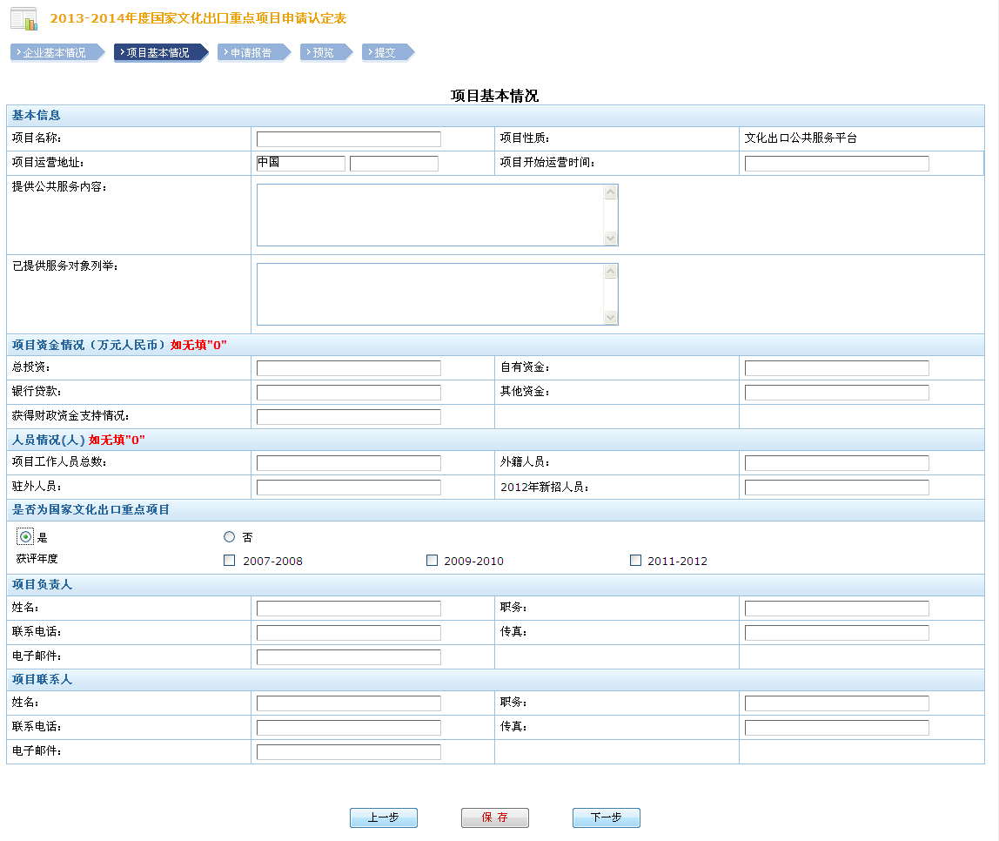 2013-2014年度国家文化出口重点项目申请认定表
企业基本情况 项目基本情况 申请报告 预览 提交
项目基本情况
基本信息
项目名称: 项目性质: 文化出口公共服务平台
项目运营地址: 中国 项目开始运营时间:
提供公共服务内容:
已提供服务对象列举:
项目资金情况（万元人民币）如无填"0"
总投资: 自有资金:
银行贷款: 其他资金:
获得财政资金支持情况:
人员情况(人) 如无填"0"
项目工作人员总数: 外籍人员:
驻外人员: 2012年新招人员:
是否为国家文化出口重点项目
是 否
获评年度 2007-2008 2009-2010 2011-2012
项目负责人
姓名: 职务:
联系电话: 传真:
电子邮件:
项目联系人
姓名: 职务:
联系电话: 传真:
电子邮件:
上一步 保 存 下一步